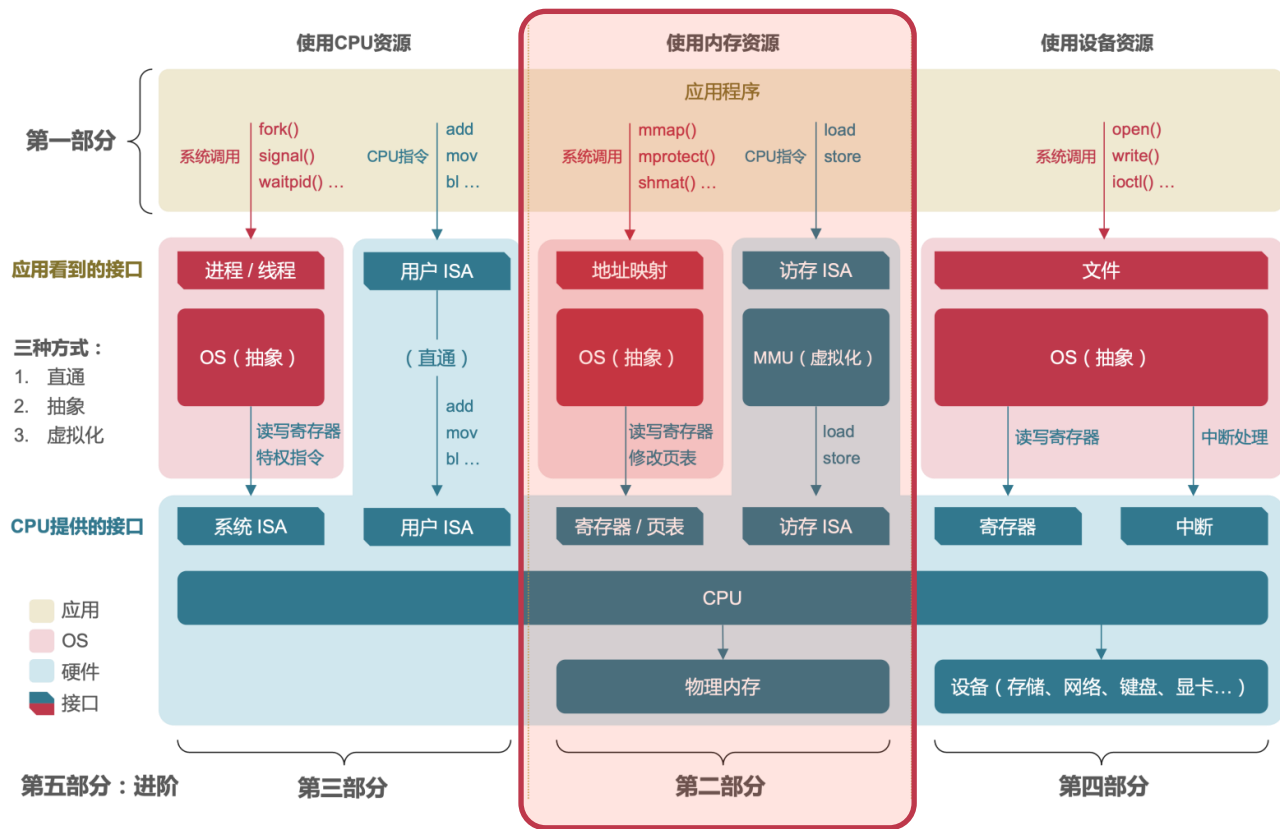 使用CPU资源
使用内存资源
使用设备资源
应用程序
第一部分
系统调用
fork()
signal()
waitpid() …
CPU指令
add
mov
bl …
系统调用
mmap()
mprotect()
shmat() …
CPU指令
load
store
系统调用
open()
write()
ioctl() …
应用看到的接口
进程 / 线程
用户 ISA
地址映射
访存 ISA
文件
三种方式：
1. 直通
2. 抽象
3. 虚拟化
OS（抽象）
（直通）
OS（抽象）
MMU（虚拟化）
OS（抽象）
读写寄存器
特权指令
add
mov
bl …
读写寄存器
修改页表
load
store
读写寄存器
中断处理
CPU提供的接口
系统 ISA
用户 ISA
寄存器 / 页表
访存 ISA
寄存器
中断
CPU
应用
OS
硬件
接口
物理内存
设备（存储、网络、键盘、显卡…）
第五部分：进阶
第三部分
第二部分
第四部分